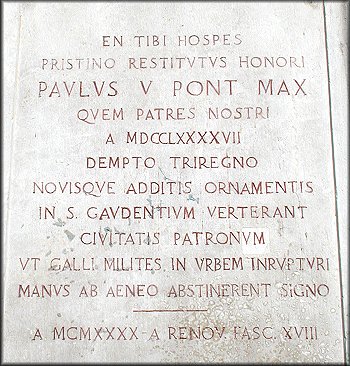 EN TIBI HOSPES
PRISTINO RESTITVTVS HONORI
PAVLVS V PONT MAX
QVEM PATRES NOSTRI
A MDCCLXXXXVII
DEMPTO TRIREGNO
NOVISQVE ADDITIS ORNAMENTIS
IN S. GAVDENTIVM VERTERANT
CIVITATIS PATRONVM
VT GALLI MILITES IN VRBEM INRVPTVRI
MANVS AB AENEO ABSTINERENT SIGNO
A MCMXXXX - A RENOV. FASC. XVIII